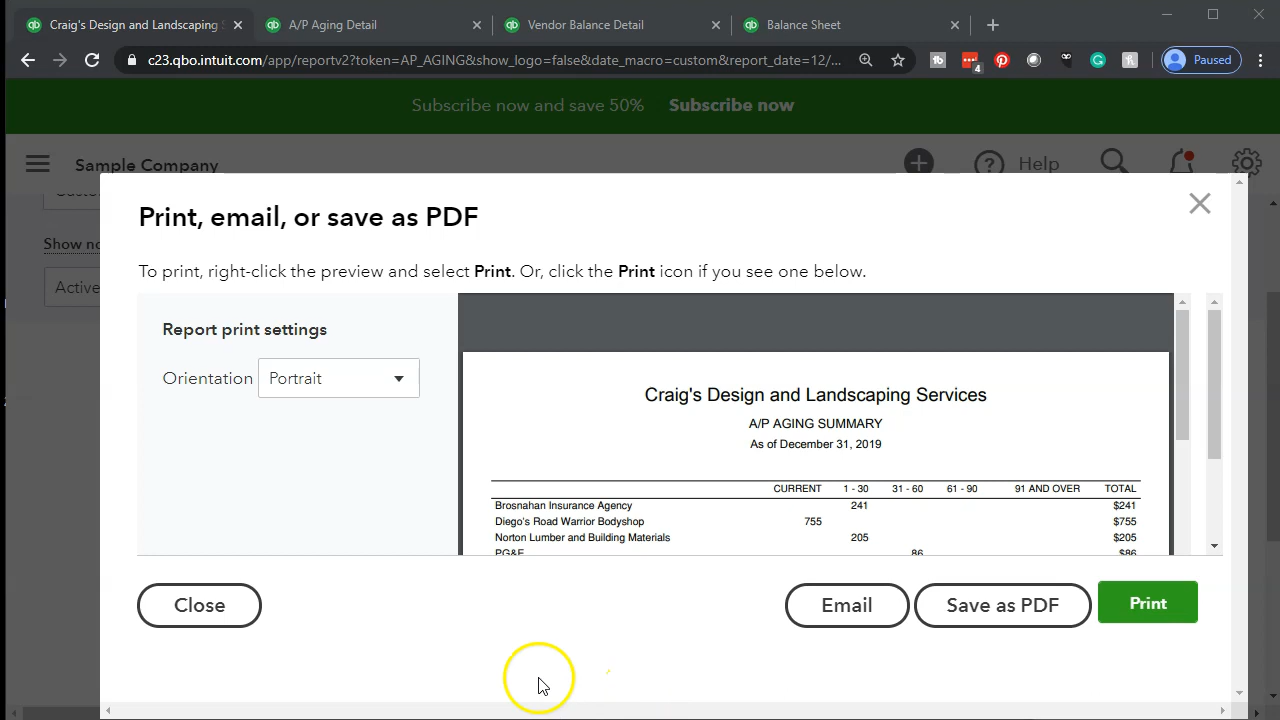 Craig's Design and Landscaping
A/P Aging Detail
Vendor Balance Detail
Balance Sheet
c23.qbo.intuit.com/app/reportv2?token=AP_AGING&show_logo=false&date_macro=custom&report_date=12/...
tb
4
G
Paused
Subscribe now and save 50% Subscribe now
Sample Company
Help
Show no
Active
Print, email, or save as PDF
To print, right-click the preview and select Print. Or, click the Print icon if you see one below.
Report print settings
Orientation Portrait
Craig's Design and Landscaping Services
A/P AGING SUMMARY
As of December 31, 2019
CURRENT 1 - 30 31 - 60 61 - 90 91 AND OVER TOTAL
Brosnahan Insurance Agency 241 $241
Diego's Road Warrior Bodyshop 755 $755
Norton Lumber and Building Materials 205 $205
PG&E 86 $86
Close
Email
Save as PDF
Print